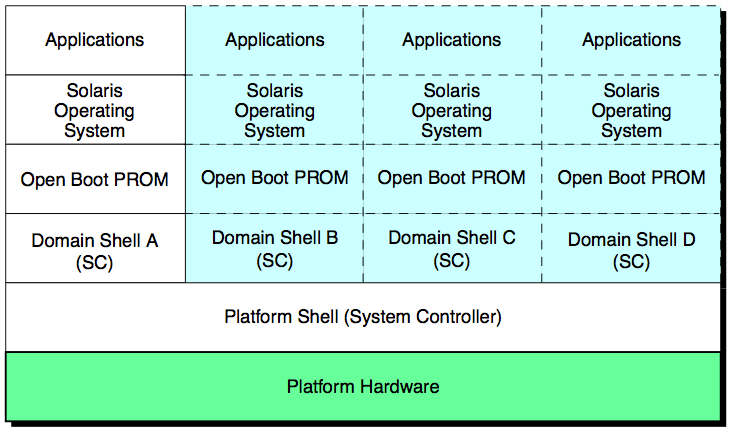 Applications
Applications
Applications
Applications
Solaris
Operating
System
Solaris
Operating
System
Solaris
Operating
System
Solaris
Operating
System
Open Boot PROM
Open Boot PROM
Open Boot PROM
Open Boot PROM
Domain Shell A
(SC)
Domain Shell B
(SC)
Domain Shell C
(SC)
Domain Shell D
(SC)
Platform Shell (System Controller)
Platform Hardware